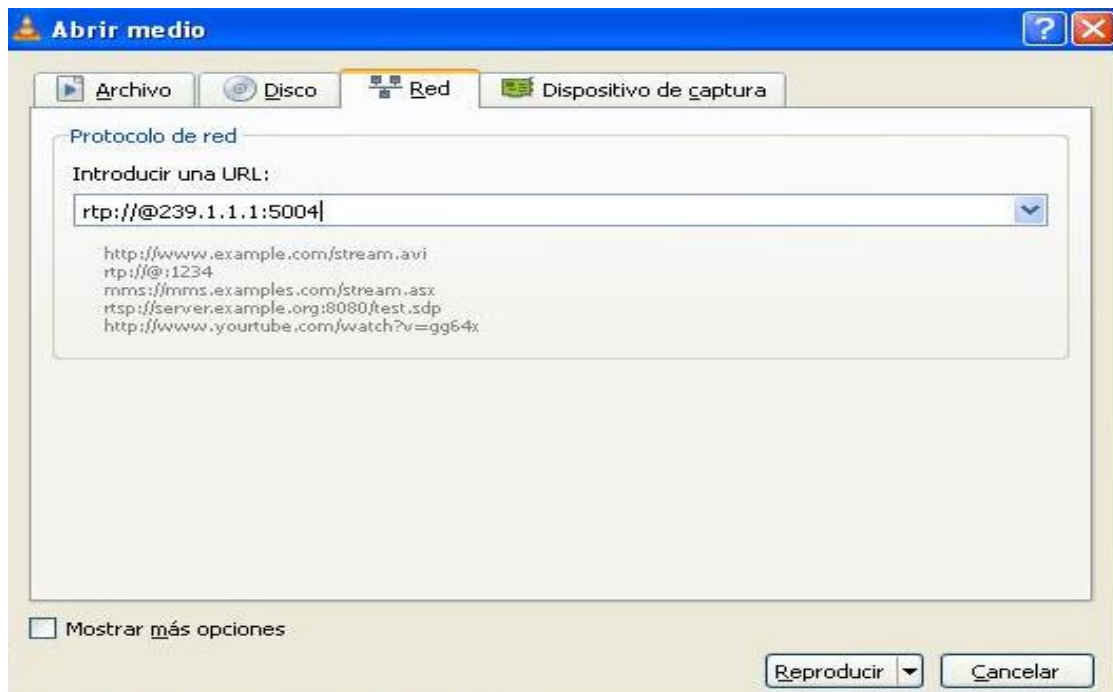 Abrir medio
Archivo Disco Red Dispositivo de captura
Protocolo de red
Introducir una URL:
rtp://@239.1.1.1:5004
http://www.example.com/stream.avi
rtp://@:1234
mms://mms.examples.com/stream.asx
rtsp://server.example.org:8080/test.sdp
http://www.yourtube.com/watch?v=gg64x
Mostrar más opciones
Reproducir Cancelar